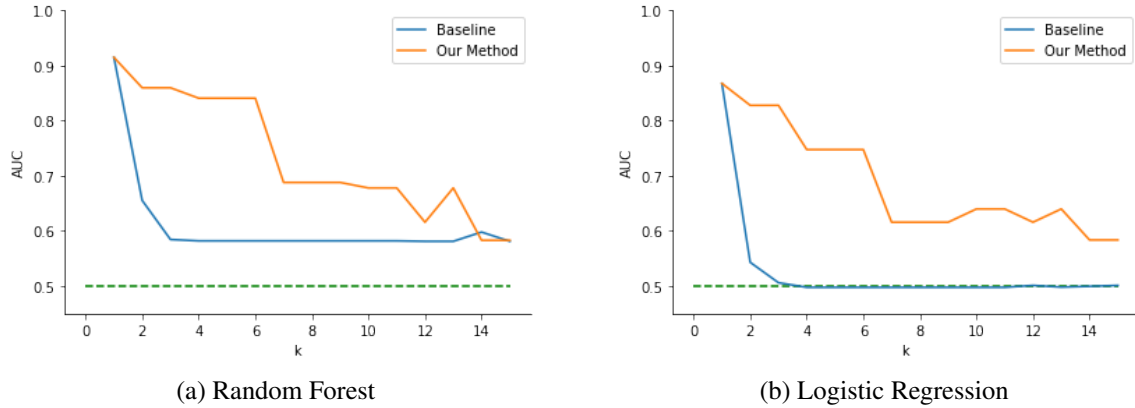 1.0
0.9
0.8
0.7
0.6
0.5
AUC
0 2 4 6 8 10 12 14
k
Baseline
Our Method
(a) Random Forest
1.0
0.9
0.8
0.7
0.6
0.5
AUC
0 2 4 6 8 10 12 14
k
Baseline
Our Method
(b) Logistic Regression